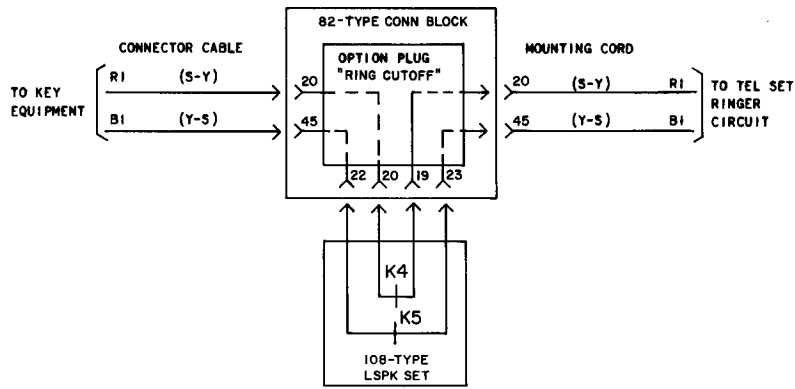 82-TYPE CONN BLOCK
CONNECTOR CABLE
MOUNTING CORD
OPTION PLUG
"RING CUTOFF"
TO KEY
EQUIPMENT
R1 (S-Y)
B1 (Y-S)
20
45
20 (S-Y) R1
45 (Y-S) B1
TO TEL SET
RINGER
CIRCUIT
22 20 19 23
K4
K5
108-TYPE
LSPK SET